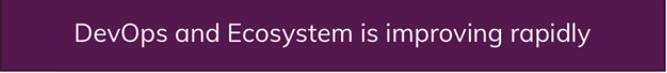 DevOps and Ecosystem is improving rapidly